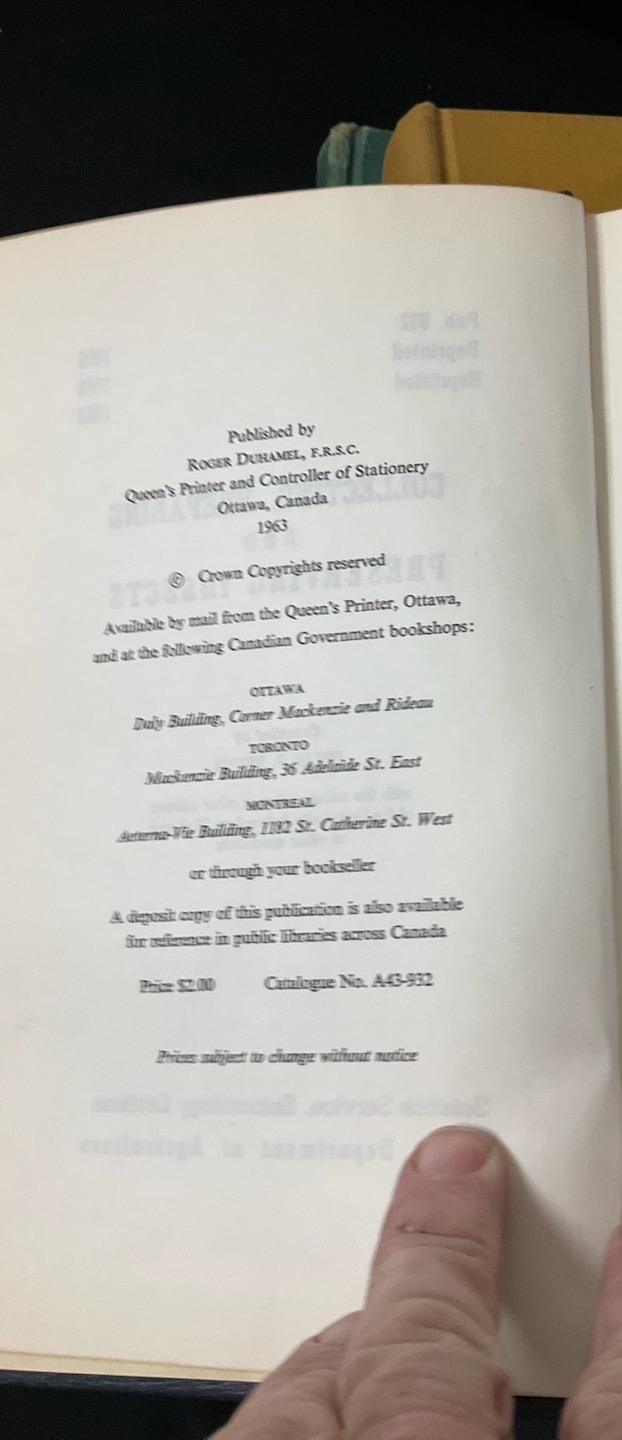 Published by
ROGER DUHAMEL, F.R.S.C.
Queen's Printer and Controller of Stationery
Ottawa, Canada
1963
© Crown Copyrights reserved
Available by mail from the Queen's Printer, Ottawa,
and at the following Canadian Government bookshops:
OTTAWA
Daly Building, Corner Mackenzie and Rideau
TORONTO
Mackenzie Building, 36 Adelaide St. East
MONTREAL
Aeterna-Vie Building, 1182 St. Catherine St. West
or through your bookseller
A deposit copy of this publication is also available
for reference in public libraries across Canada
Price $2.00 Catalogue No. A43-932
Prices subject to change without notice